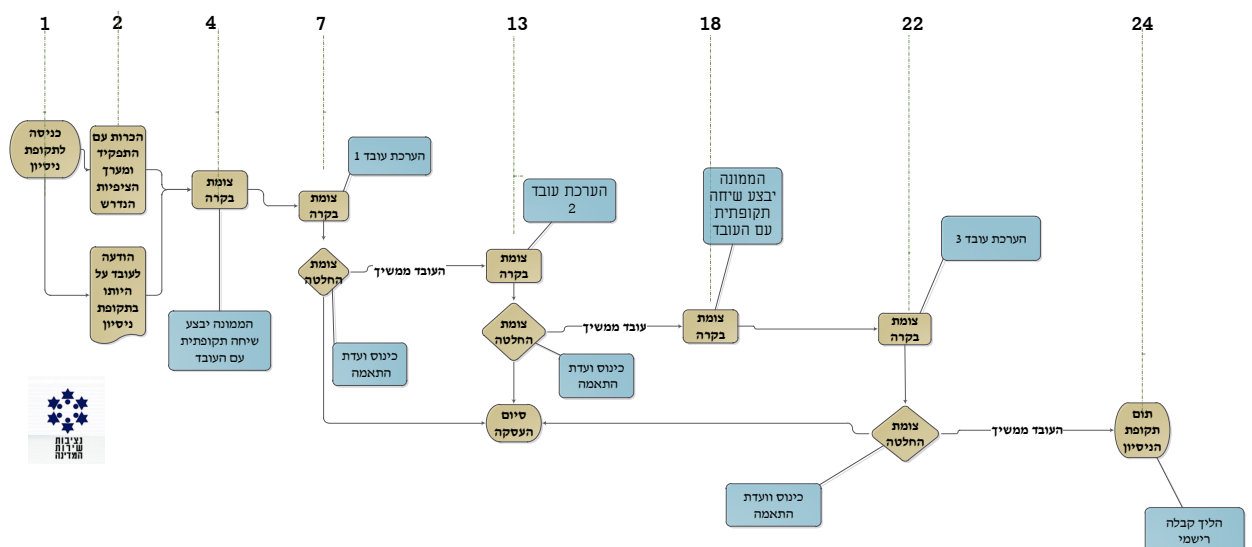 1
2
4
7
13
18
22
24
כניסה
לתקופת
ניסיון
הכרות עם
התפקיד
ומערך
הציפיות
הנדרש
הודעה
לעובד על
היותו
בתקופת
ניסיון
צומת
בקרה
הממונה יבצע
שיחה תקופתית
עם העובד
הערכת עובד 1
צומת
בקרה
צומת
החלטה
העובד ממשיך
כינוס ועדת
התאמה
הערכת עובד
2
צומת
בקרה
צומת
החלטה
עובד ממשיך
כינוס ועדת
התאמה
סיום
העסקה
הממונה
יבצע שיחה
תקופתית
עם העובד
צומת
בקרה
הערכת עובד 3
צומת
בקרה
צומת
החלטה
העובד ממשיך
כינוס וועדת
התאמה
תום
תקופת
הניסיון
הליך קבלה
רישמי
נציבות
שירות
המדינה